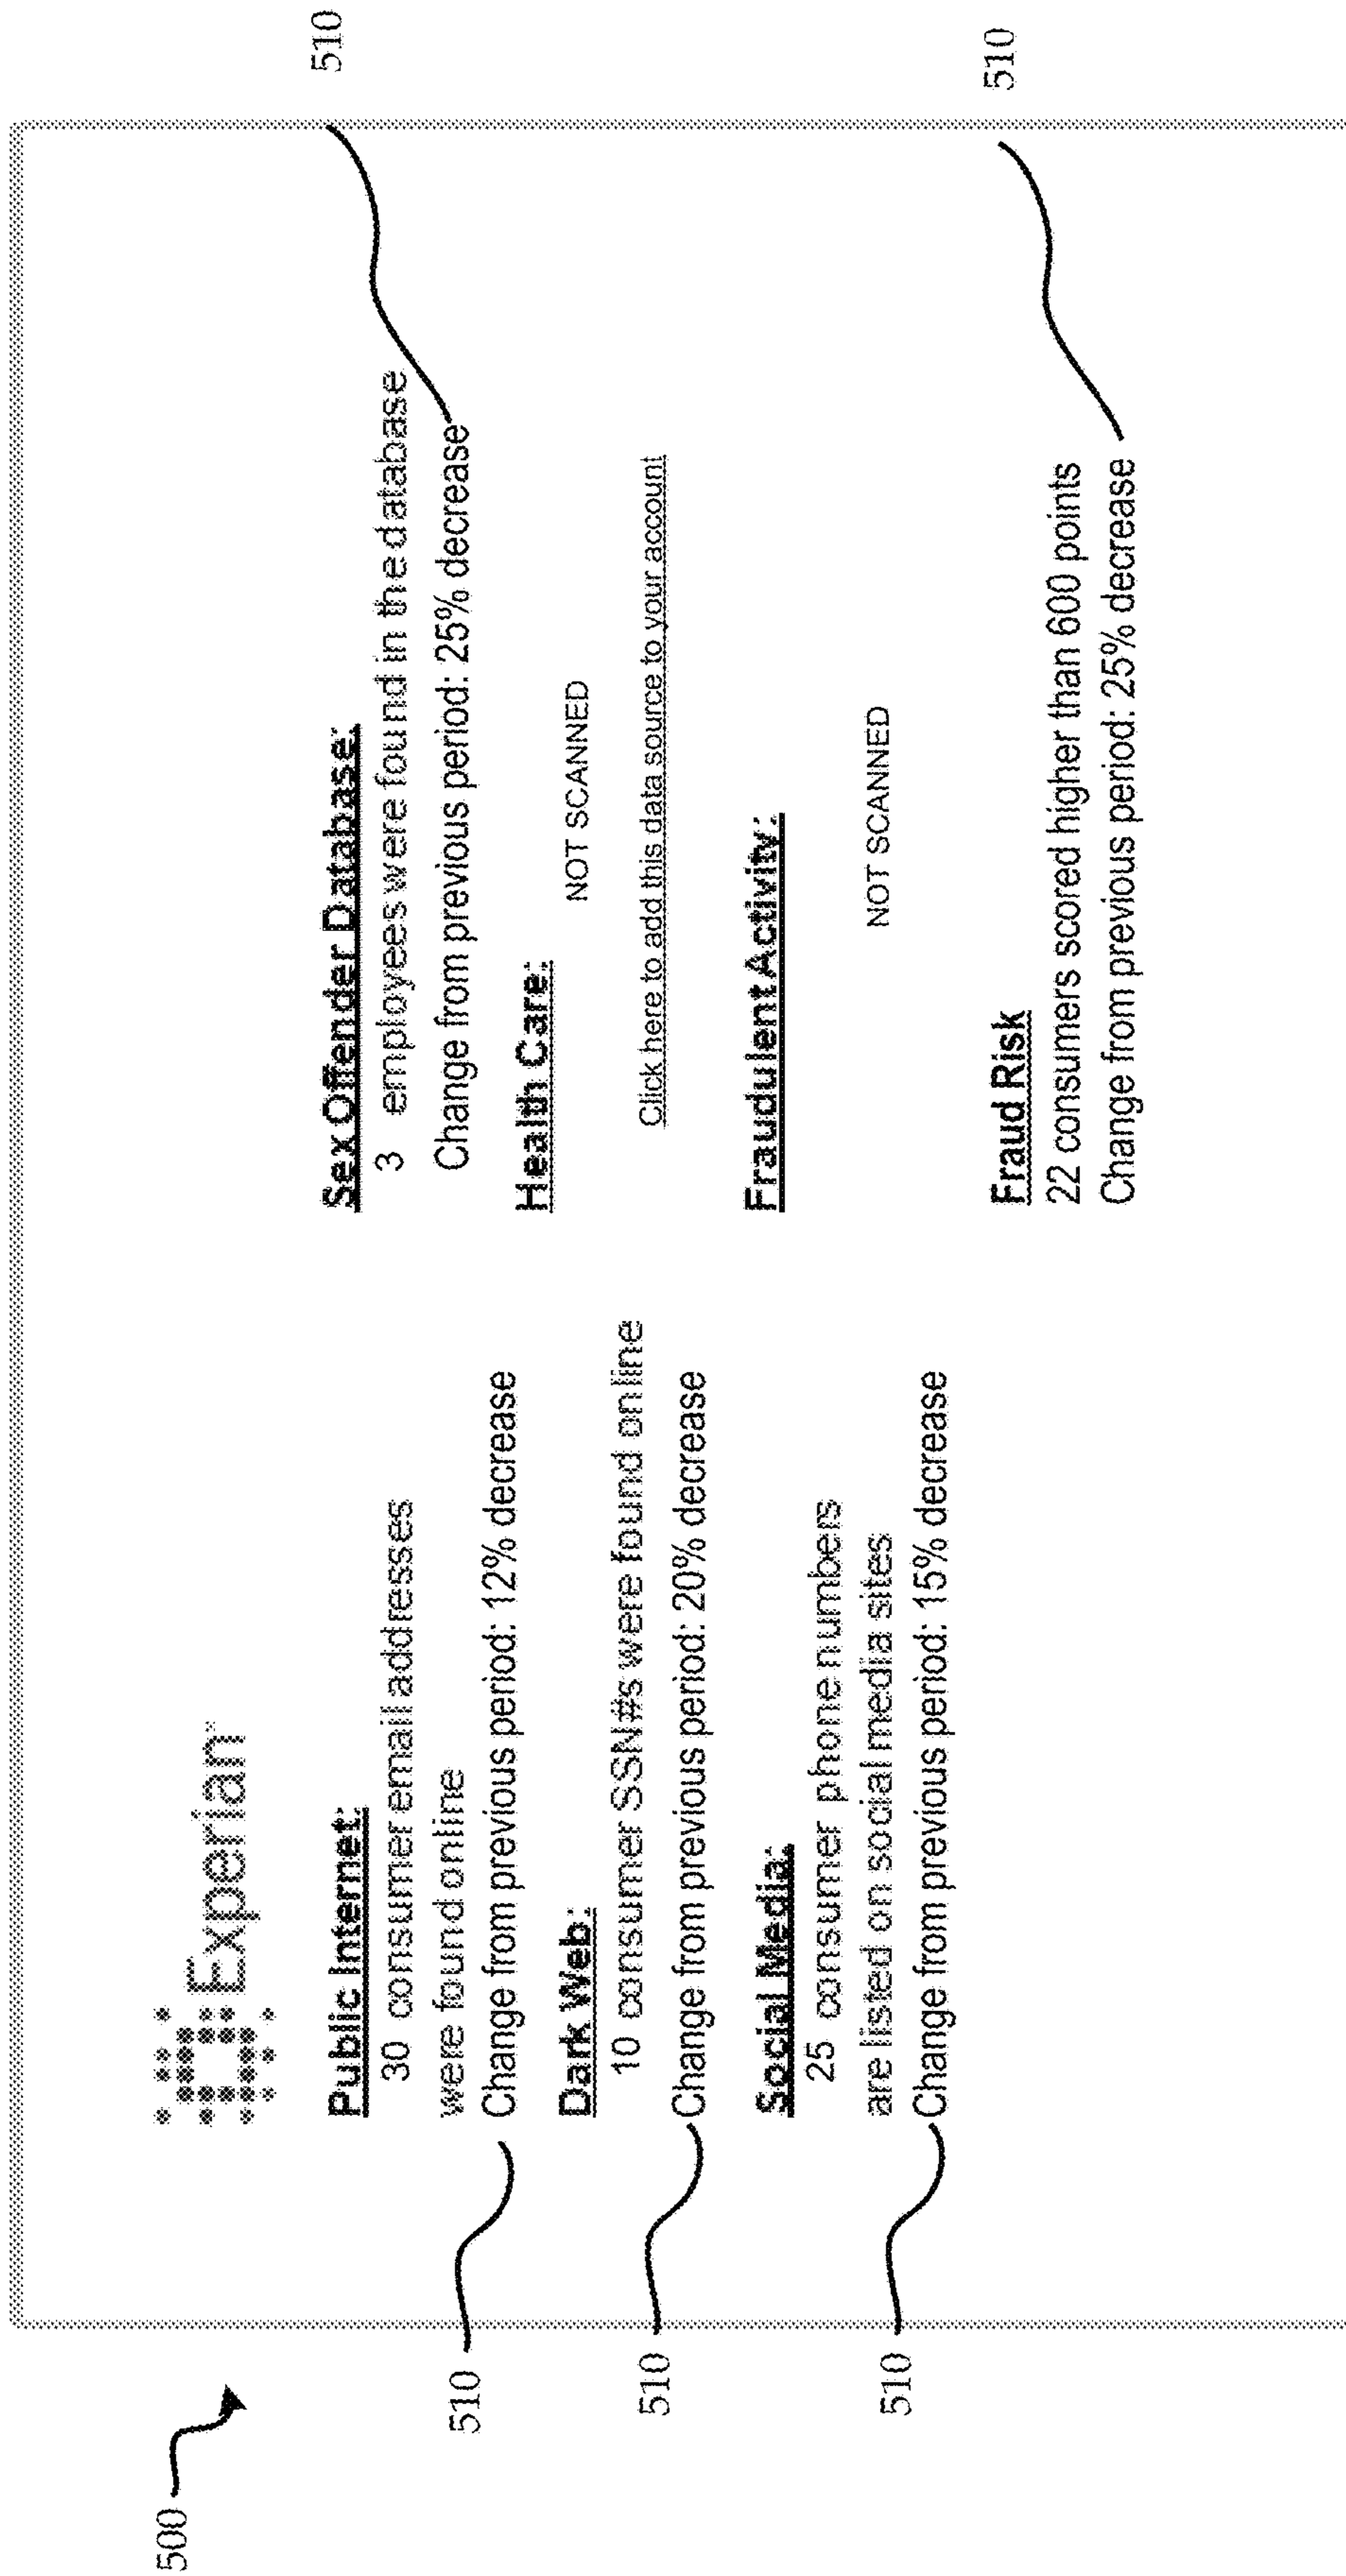 500
Experian
Public Internet:
30 consumer email addresses
were found online
Change from previous period: 12% decrease
510
Dark Web:
10 consumer SSN#s were found online
Change from previous period: 20% decrease
510
Social Media:
25 consumer phone numbers
are listed on social media sites
Change from previous period: 15% decrease
510
Sex Offender Database:
3 employees were found in the database
Change from previous period: 25% decrease
510
Health Care:
NOT SCANNED
Click here to add this data source to your account
Fraudulent Activity:
NOT SCANNED
Fraud Risk
22 consumers scored higher than 600 points
Change from previous period: 25% decrease
510